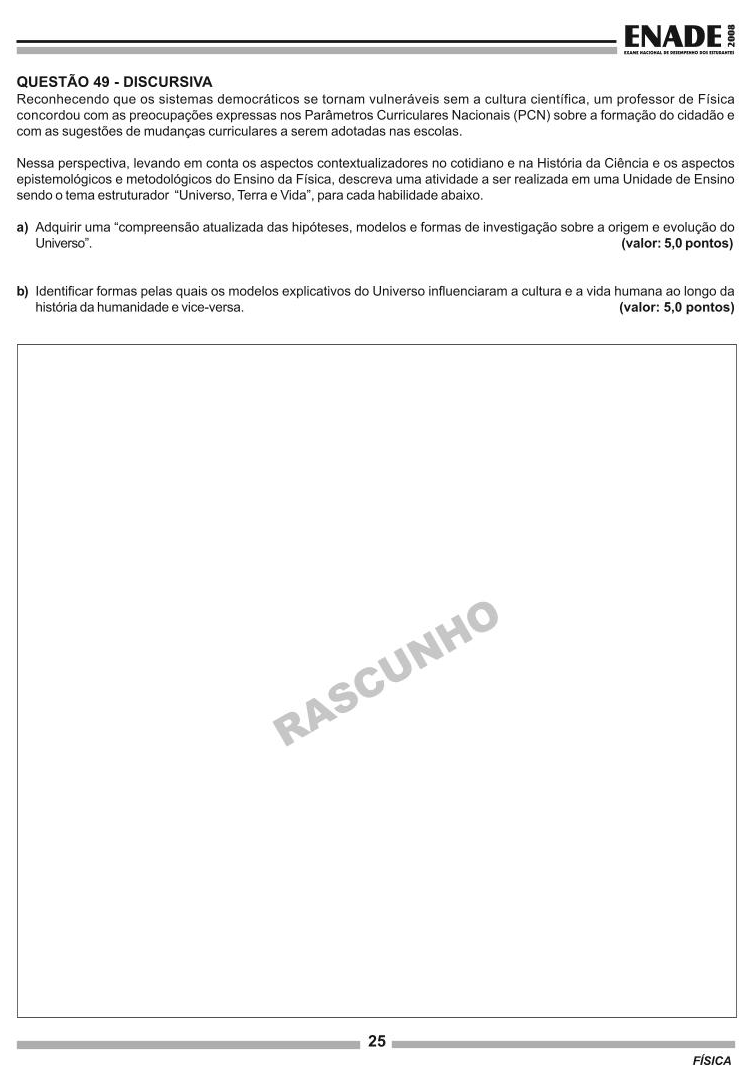 ENADE 2008
EXAME NACIONAL DE DESEMPENHO DOS ESTUDANTES
QUESTÃO 49 - DISCURSIVA
Reconhecendo que os sistemas democráticos se tornam vulneráveis sem a cultura científica, um professor de Física
concordou com as preocupações expressas nos Parâmetros Curriculares Nacionais (PCN) sobre a formação do cidadão e
com as sugestões de mudanças curriculares a serem adotadas nas escolas.
Nessa perspectiva, levando em conta os aspectos contextualizadores no cotidiano e na História da Ciência e os aspectos
epistemológicos e metodológicos do Ensino da Física, descreva uma atividade a ser realizada em uma Unidade de Ensino
sendo o tema estruturador “Universo, Terra e Vida”, para cada habilidade abaixo.
a) Adquirir uma “compreensão atualizada das hipóteses, modelos e formas de investigação sobre a origem e evolução do
Universo”. (valor: 5,0 pontos)
b) Identificar formas pelas quais os modelos explicativos do Universo influenciaram a cultura e a vida humana ao longo da
história da humanidade e vice-versa. (valor: 5,0 pontos)
RASCUNHO
25
FÍSICA